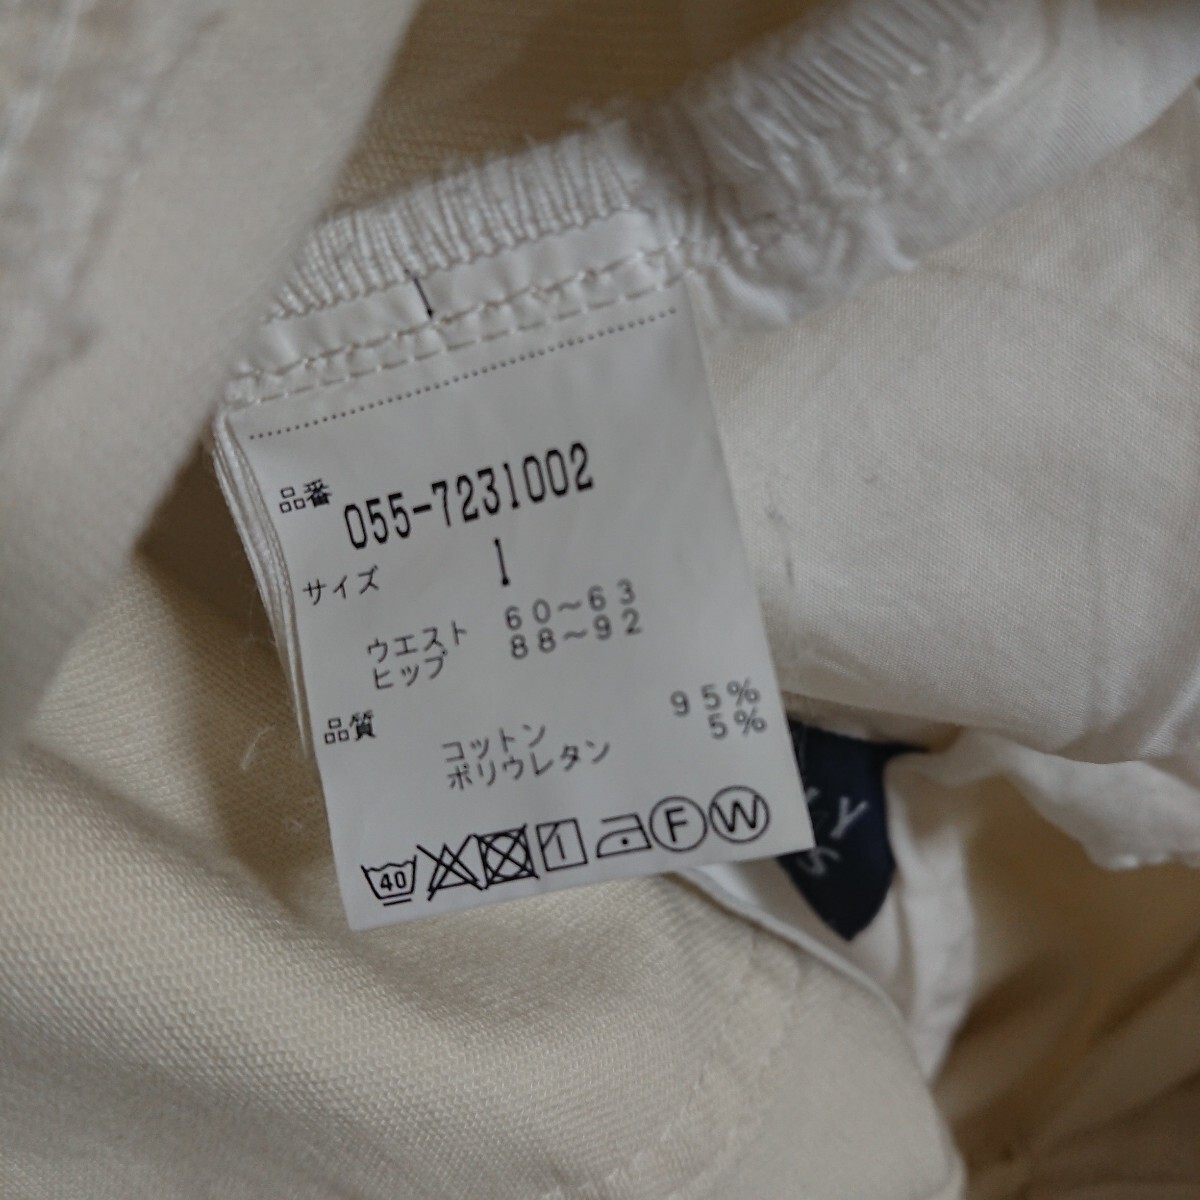 品番 055-7231002
サイズ 1
ウエスト 60~63
ヒップ 88~92
品質
コットン 95%
ポリウレタン 5%
40 F W
Y
S